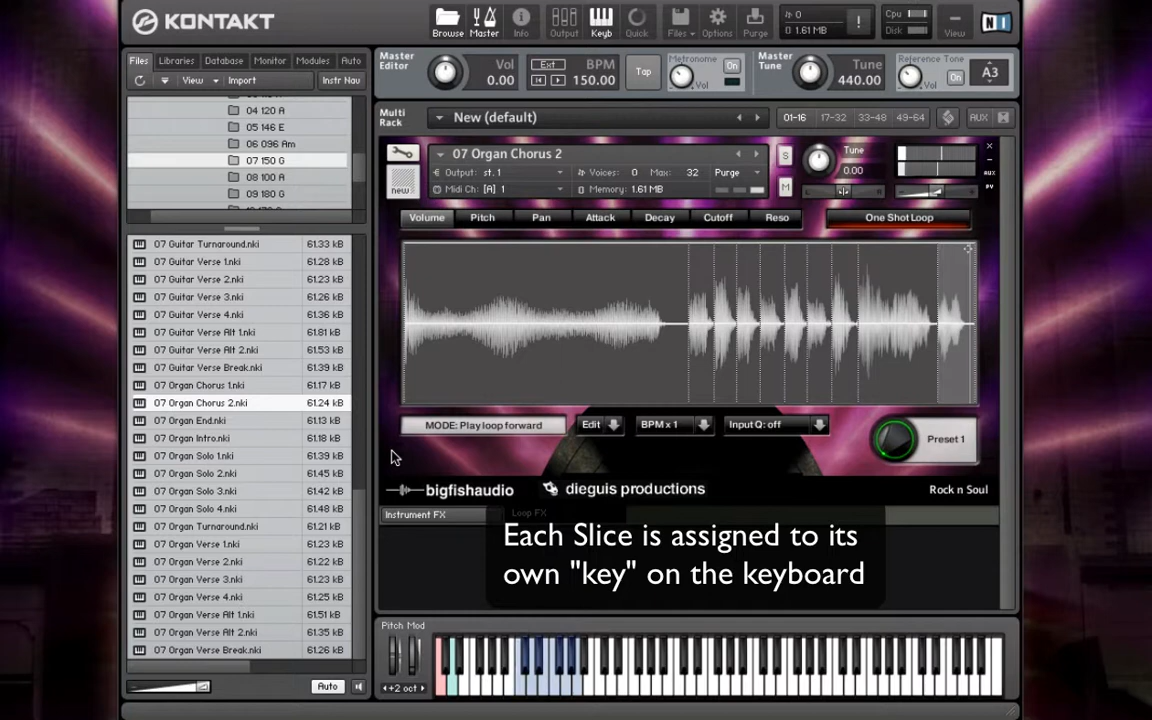 KONTAKT
Browse Master Info Output Keyb Quick Files Options Purge
0
1.61 MB
Cpu
Disk
View
NI
Files Libraries Database Monitor Modules Auto
View Import Instr Nav
04 120 A
05 146 E
06 096 Am
07 150 G
08 100 A
09 180 G
07 Guitar Turnaround.nki 61.33 kB
07 Guitar Verse 1.nki 61.28 kB
07 Guitar Verse 2.nki 61.23 kB
07 Guitar Verse 3.nki 61.26 kB
07 Guitar Verse 4.nki 61.36 kB
07 Guitar Verse Alt 1.nki 61.81 kB
07 Guitar Verse Alt 2.nki 61.53 kB
07 Guitar Verse Break.nki 61.39 kB
07 Organ Chorus 1.nki 61.17 kB
07 Organ Chorus 2.nki 61.24 kB
07 Organ End.nki 61.13 kB
07 Organ Intro.nki 61.18 kB
07 Organ Solo 1.nki 61.39 kB
07 Organ Solo 2.nki 61.45 kB
07 Organ Solo 3.nki 61.42 kB
07 Organ Solo 4.nki 61.48 kB
07 Organ Turnaround.nki 61.21 kB
07 Organ Verse 1.nki 61.23 kB
07 Organ Verse 2.nki 61.22 kB
07 Organ Verse 3.nki 61.23 kB
07 Organ Verse 4.nki 61.25 kB
07 Organ Verse Alt 1.nki 61.51 kB
07 Organ Verse Alt 2.nki 61.35 kB
07 Organ Verse Break.nki 61.26 kB
Auto
Master Editor
Vol 0.00
Ext BPM 150.00
Tap
Metronome On Vol
Master Tune
Tune 440.00
Reference Tone On Vol
A3
Multi Rack
New (default)
01-16 17-32 33-48 49-64 AUX
07 Organ Chorus 2
Output: st.1 Voices: 0 Max: 32 Purge
Midi Ch: [A] 1 Memory: 1.61 MB
new
S
M
Tune
0.00
AUX
PV
Volume Pitch Pan Attack Decay Cutoff Reso One Shot Loop
MODE: Play loop forward Edit BPM x 1 Input Q: off Preset 1
bigfishaudio dieguis productions Rock n Soul
Instrument FX Loop FX
Each Slice is assigned to its
own "key" on the keyboard
Pitch Mod
+2 oct